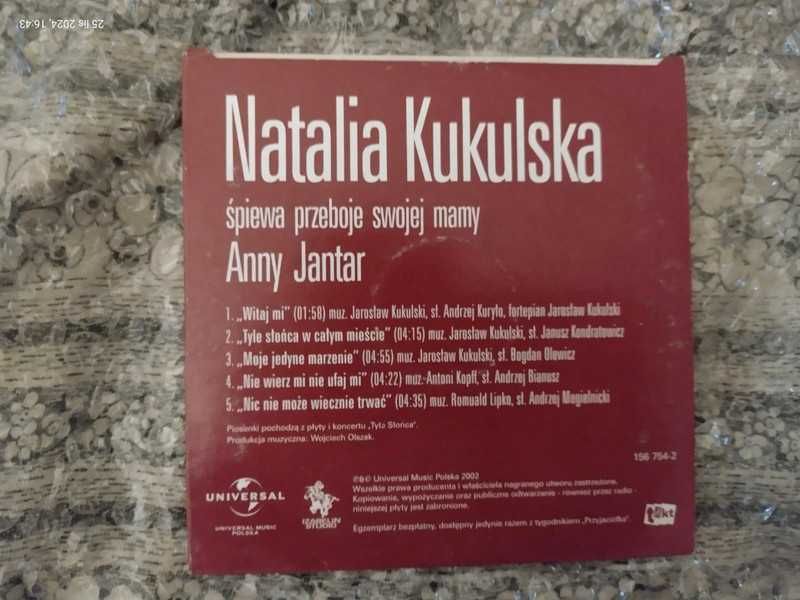 25 lis 2024, 16:43
Natalia Kukulska
śpiewa przeboje swojej mamy
Anny Jantar
1. „Witaj mi” (01:58) muz. Jarosław Kukulski, sł. Andrzej Kuryło, fortepian Jarosław Kukulski
2. „Tyle słońca w całym mieście” (04:15) muz. Jarosław Kukulski, sł. Janusz Kondratowicz
3. „Moje jedyne marzenie” (04:55) muz. Jarosław Kukulski, sł. Bogdan Olewicz
4. „Nie wierz mi nie ufaj mi” (04:22) muz. Antoni Kopff, sł. Andrzej Bianusz
5. „Nic nie może wiecznie trwać” (04:35) muz. Romuald Lipko, sł. Andrzej Mogielnicki
Piosenki pochodzą z płyty i koncertu „Tyle Słońca”.
Produkcja muzyczna: Wojciech Olszak.
156 754-2
UNIVERSAL
UNIVERSAL MUSIC
POLSKA
IZABELIN
STUDIO
℗&© Universal Music Polska 2002
Wszelkie prawa producenta i właściciela nagranego utworu zastrzeżone.
Kopiowanie, wypożyczanie oraz publiczne odtwarzanie - również przez radio -
niniejszej płyty jest zabronione.
Egzemplarz bezpłatny, dostępny jedynie razem z tygodnikiem „Przyjaciółka”.
takt